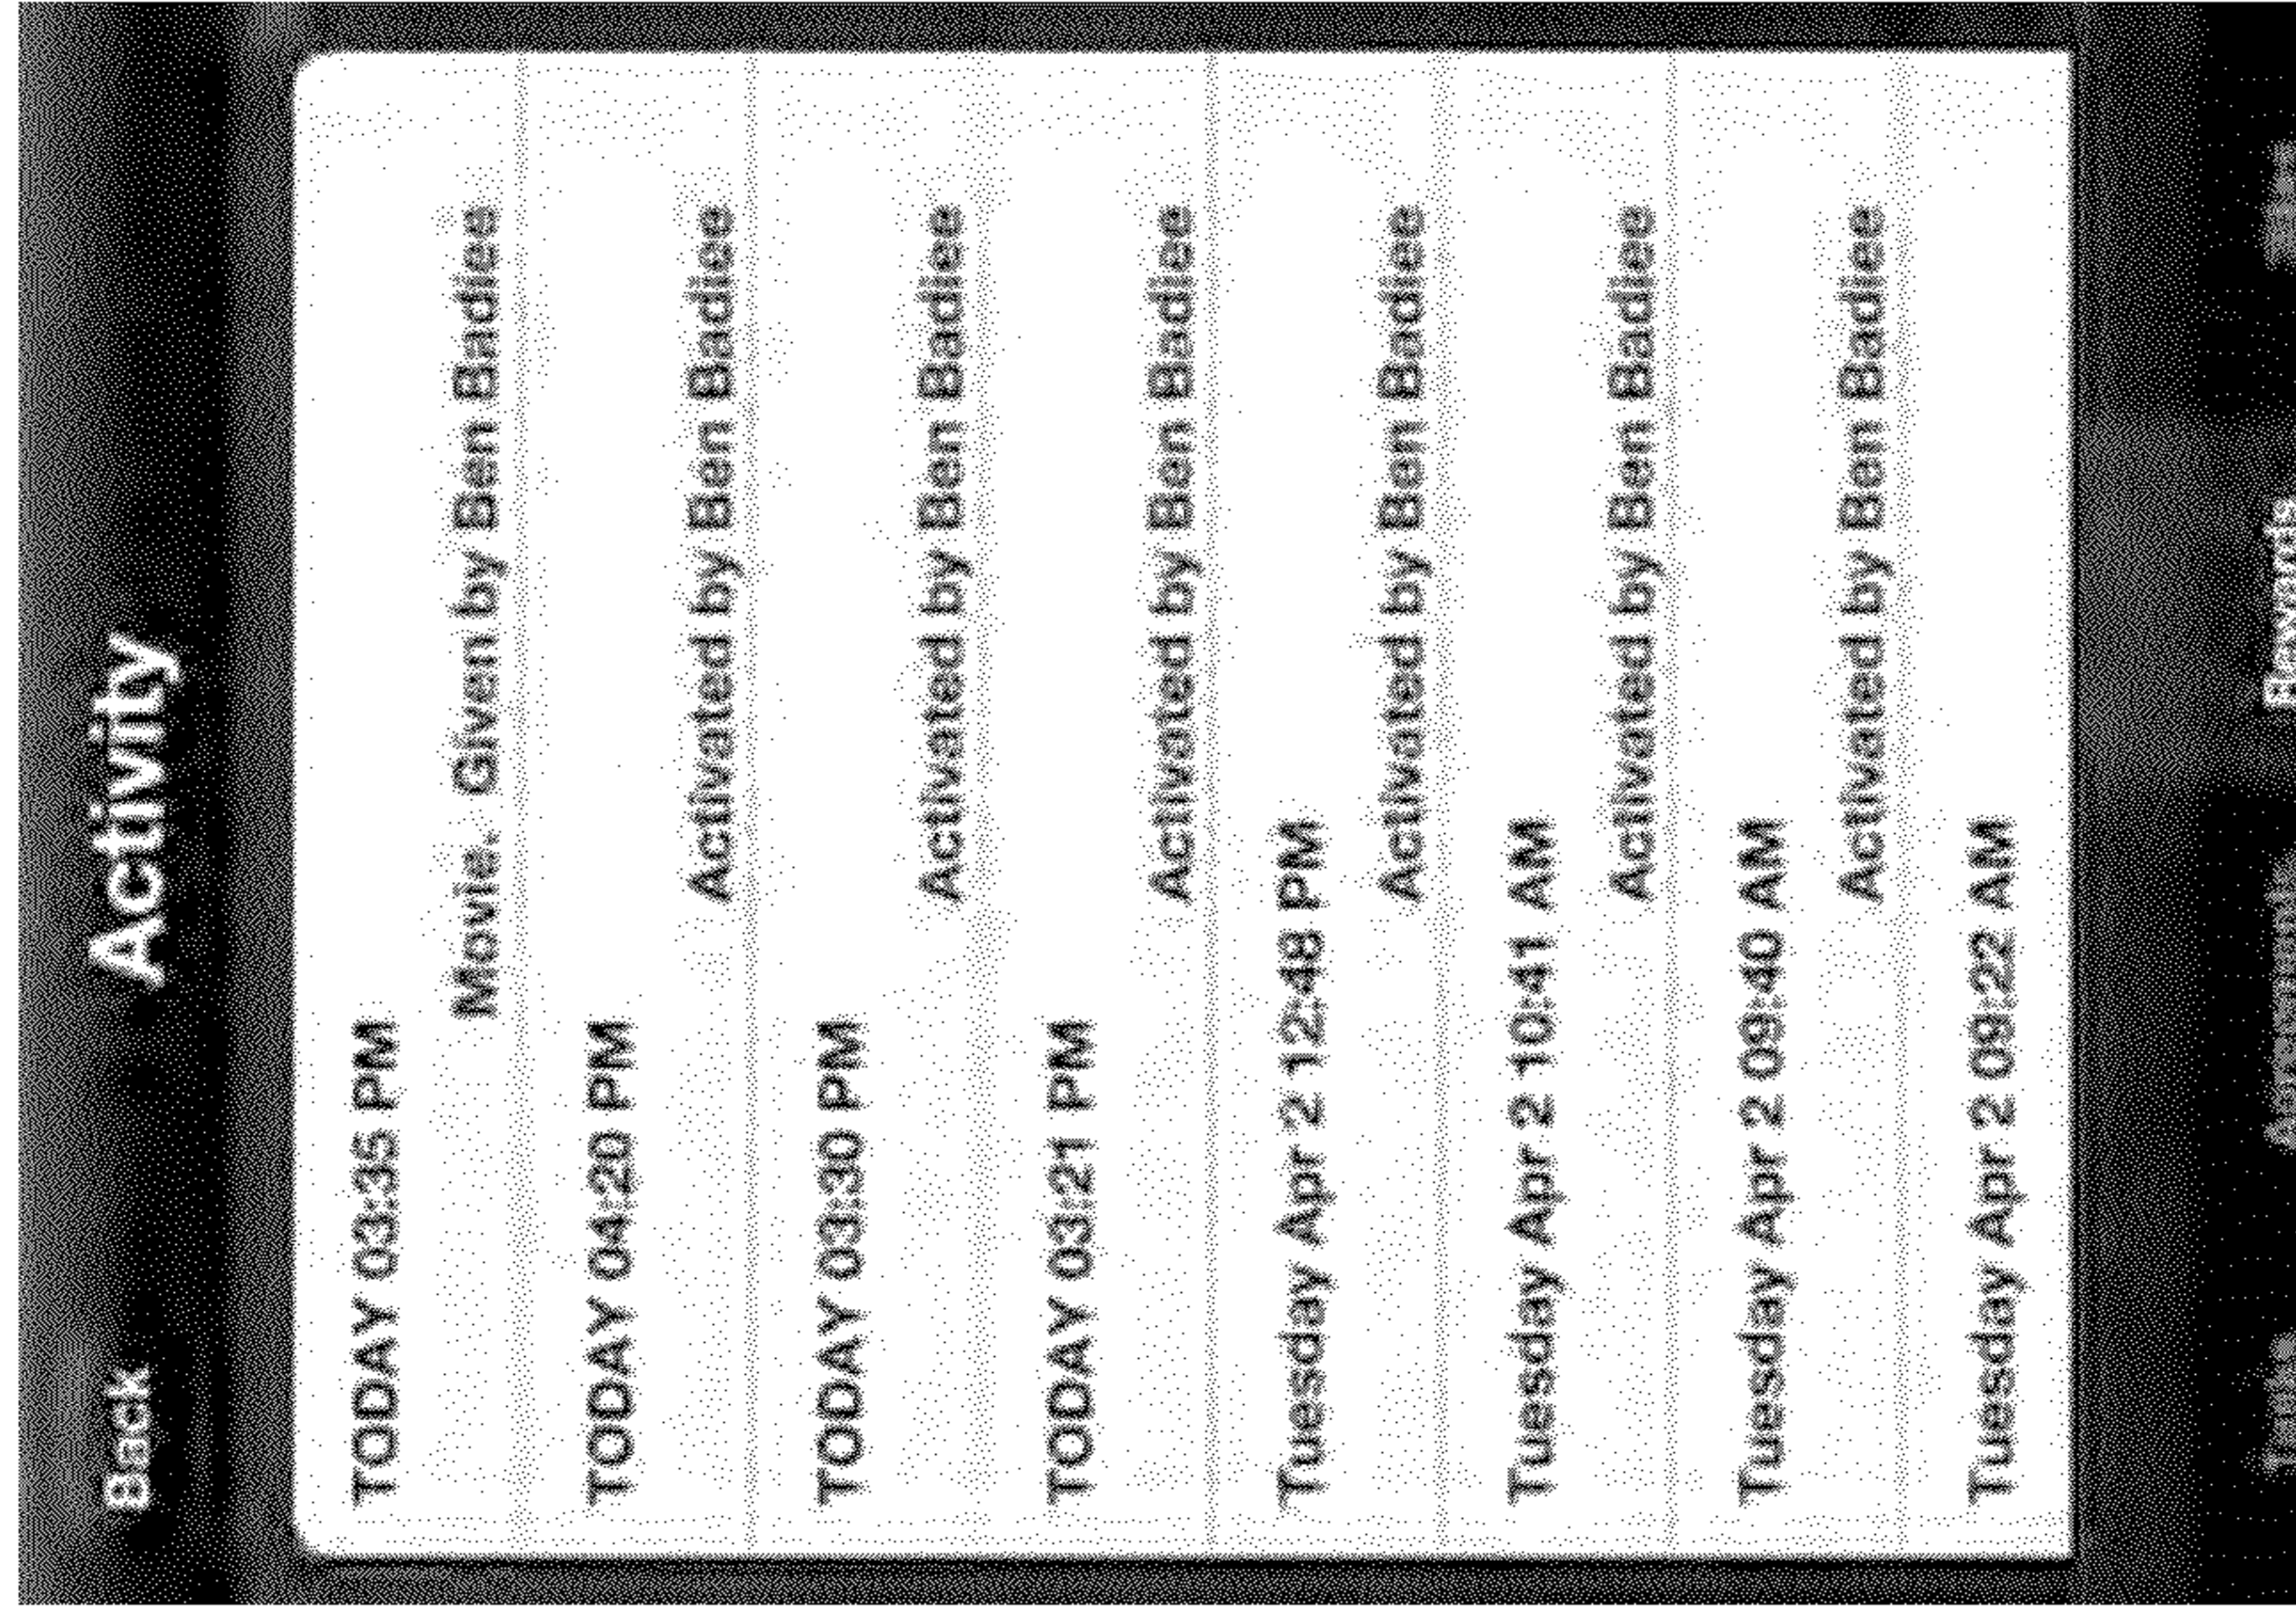 Back
Activity
TODAY 03:35 PM
Movie. Given by Ben Badiee
TODAY 04:20 PM
Activated by Ben Badiee
TODAY 03:30 PM
Activated by Ben Badiee
TODAY 03:21 PM
Activated by Ben Badiee
Tuesday Apr 2 12:48 PM
Activated by Ben Badiee
Tuesday Apr 2 10:41 AM
Activated by Ben Badiee
Tuesday Apr 2 09:40 AM
Activated by Ben Badiee
Tuesday Apr 2 09:22 AM
Rewards